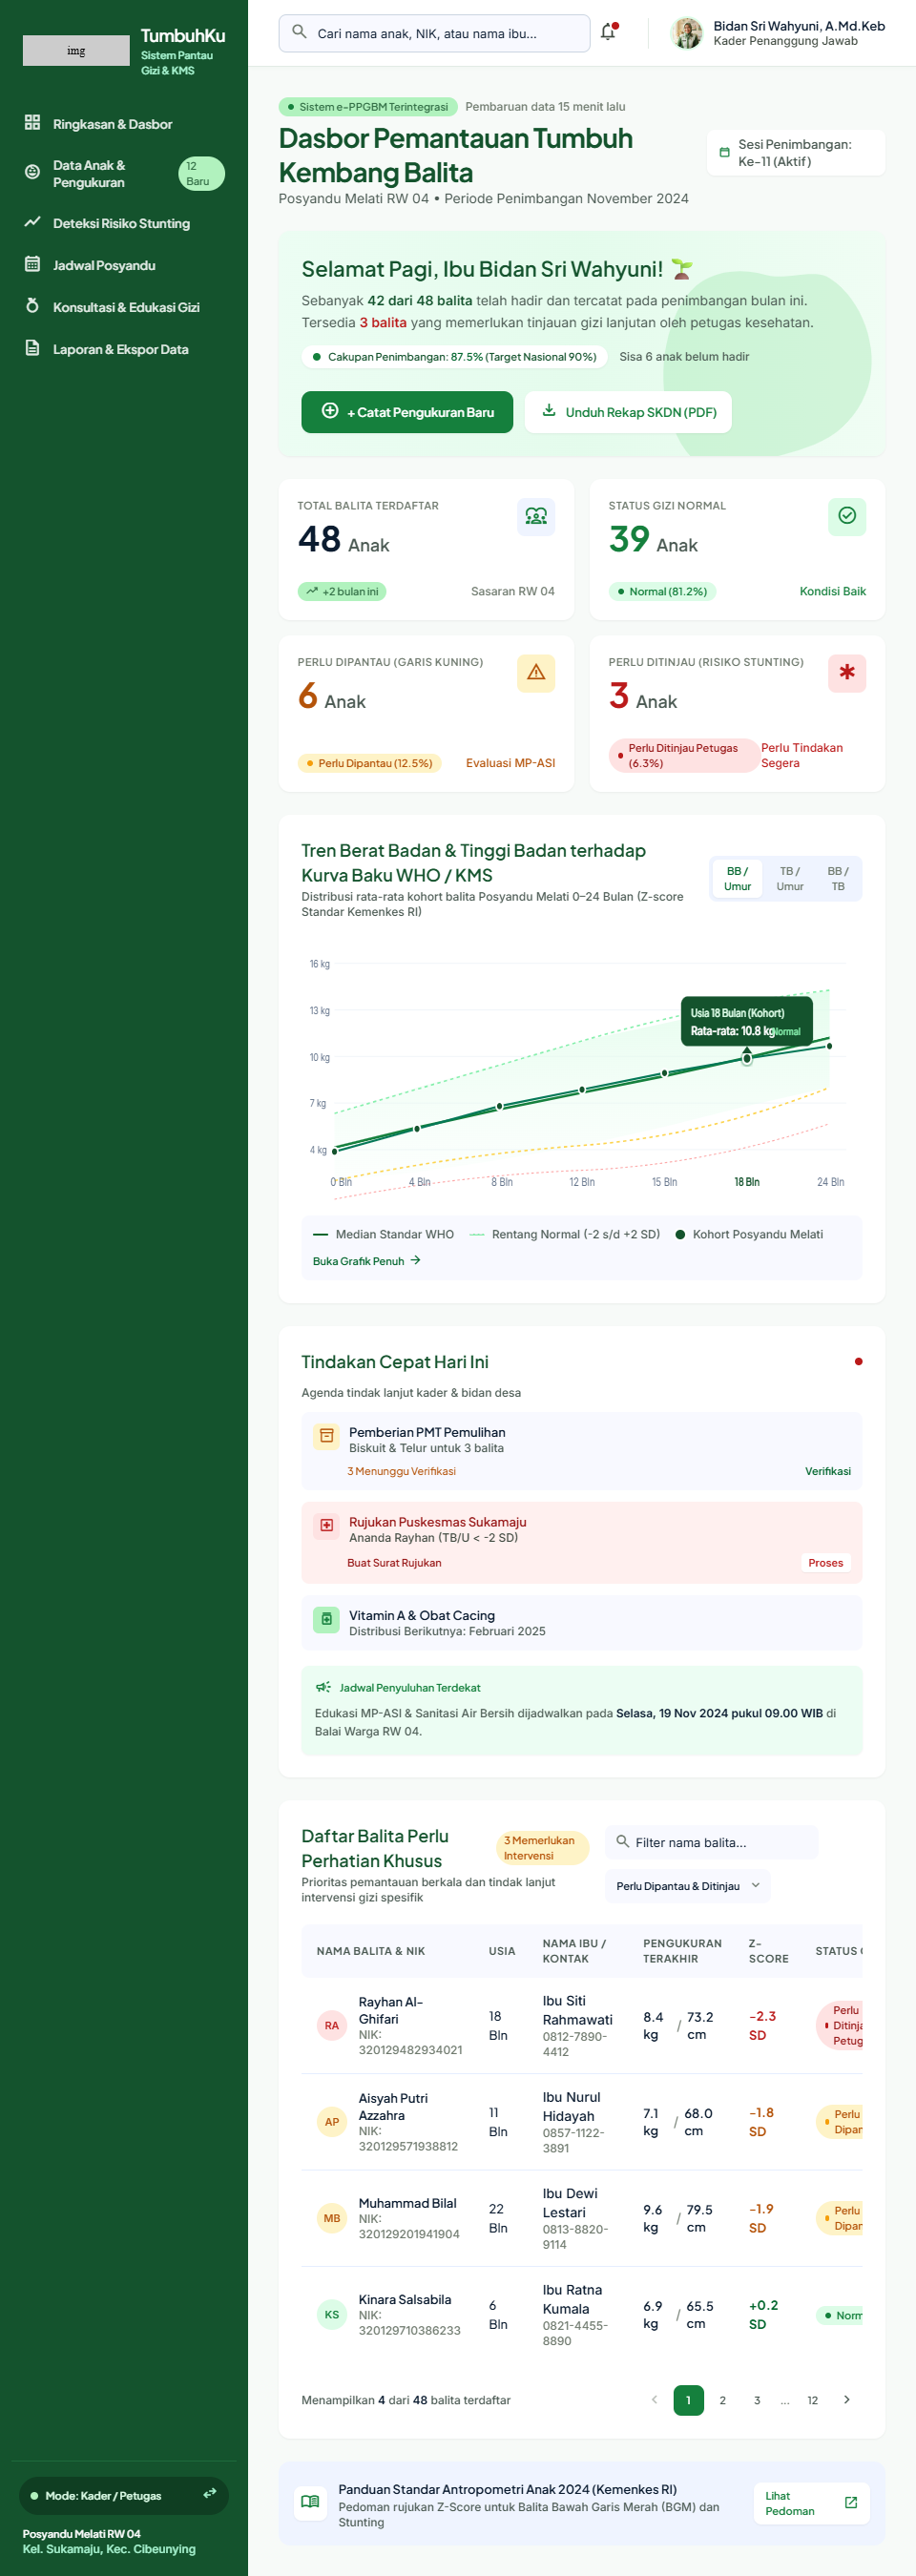 img
TumbuhKu
Sistem Pantau
Gizi & KMS
Ringkasan & Dasbor
Data Anak &
Pengukuran
12
Baru
Deteksi Risiko Stunting
Jadwal Posyandu
Konsultasi & Edukasi Gizi
Laporan & Ekspor Data
Mode: Kader / Petugas
Posyandu Melati RW 04
Kel. Sukamaju, Kec. Cibeunying
Cari nama anak, NIK, atau nama ibu...
Bidan Sri Wahyuni, A.Md.Keb
Kader Penanggung Jawab
Sistem e-PPGBM Terintegrasi
Pembaruan data 15 menit lalu
Dasbor Pemantauan Tumbuh
Kembang Balita
Posyandu Melati RW 04 • Periode Penimbangan November 2024
Sesi Penimbangan:
Ke-11 (Aktif)
Selamat Pagi, Ibu Bidan Sri Wahyuni! 🌱
Sebanyak 42 dari 48 balita telah hadir dan tercatat pada penimbangan bulan ini.
Tersedia 3 balita yang memerlukan tinjauan gizi lanjutan oleh petugas kesehatan.
Cakupan Penimbangan: 87.5% (Target Nasional 90%)
Sisa 6 anak belum hadir
+ Catat Pengukuran Baru
Unduh Rekap SKDN (PDF)
TOTAL BALITA TERDAFTAR
48 Anak
+2 bulan ini
Sasaran RW 04
STATUS GIZI NORMAL
39 Anak
Normal (81.2%)
Kondisi Baik
PERLU DIPANTAU (GARIS KUNING)
6 Anak
Perlu Dipantau (12.5%)
Evaluasi MP-ASI
PERLU DITINJAU (RISIKO STUNTING)
3 Anak
Perlu Ditinjau Petugas
(6.3%)
Perlu Tindakan
Segera
Tren Berat Badan & Tinggi Badan terhadap
Kurva Baku WHO / KMS
Distribusi rata-rata kohort balita Posyandu Melati 0–24 Bulan (Z-score
Standar Kemenkes RI)
BB /
Umur
TB /
Umur
BB /
TB
16 kg
13 kg
10 kg
7 kg
4 kg
Usia 18 Bulan (Kohort)
Rata-rata: 10.8 kg
Normal
0 Bln
4 Bln
8 Bln
12 Bln
15 Bln
18 Bln
24 Bln
Median Standar WHO
Rentang Normal (-2 s/d +2 SD)
Kohort Posyandu Melati
Buka Grafik Penuh
Tindakan Cepat Hari Ini
Agenda tindak lanjut kader & bidan desa
Pemberian PMT Pemulihan
Biskuit & Telur untuk 3 balita
3 Menunggu Verifikasi
Verifikasi
Rujukan Puskesmas Sukamaju
Ananda Rayhan (TB/U < -2 SD)
Buat Surat Rujukan
Proses
Vitamin A & Obat Cacing
Distribusi Berikutnya: Februari 2025
Jadwal Penyuluhan Terdekat
Edukasi MP-ASI & Sanitasi Air Bersih dijadwalkan pada Selasa, 19 Nov 2024 pukul 09.00 WIB di
Balai Warga RW 04.
Daftar Balita Perlu
Perhatian Khusus
3 Memerlukan
Intervensi
Prioritas pemantauan berkala dan tindak lanjut
intervensi gizi spesifik
Filter nama balita...
Perlu Dipantau & Ditinjau
NAMA BALITA & NIK
USIA
NAMA IBU /
KONTAK
PENGUKURAN
TERAKHIR
Z-
SCORE
STATUS
RA
Rayhan Al-
Ghifari
NIK:
320129482934021
18
Bln
Ibu Siti
Rahmawati
0812-7890-
4412
8.4
kg
/
73.2
cm
-2.3
SD
Perlu
Ditinja
Petug
AP
Aisyah Putri
Azzahra
NIK:
320129571938812
11
Bln
Ibu Nurul
Hidayah
0857-1122-
3891
7.1
kg
/
68.0
cm
-1.8
SD
Perlu
Dipan
MB
Muhammad Bilal
NIK:
320129201941904
22
Bln
Ibu Dewi
Lestari
0813-8820-
9114
9.6
kg
/
79.5
cm
-1.9
SD
Perlu
Dipan
KS
Kinara Salsabila
NIK:
320129710386233
6
Bln
Ibu Ratna
Kumala
0821-4455-
8890
6.9
kg
/
65.5
cm
+0.2
SD
Norm
Menampilkan 4 dari 48 balita terdaftar
1
2
3
...
12
Panduan Standar Antropometri Anak 2024 (Kemenkes RI)
Pedoman rujukan Z-Score untuk Balita Bawah Garis Merah (BGM) dan
Stunting
Lihat
Pedoman